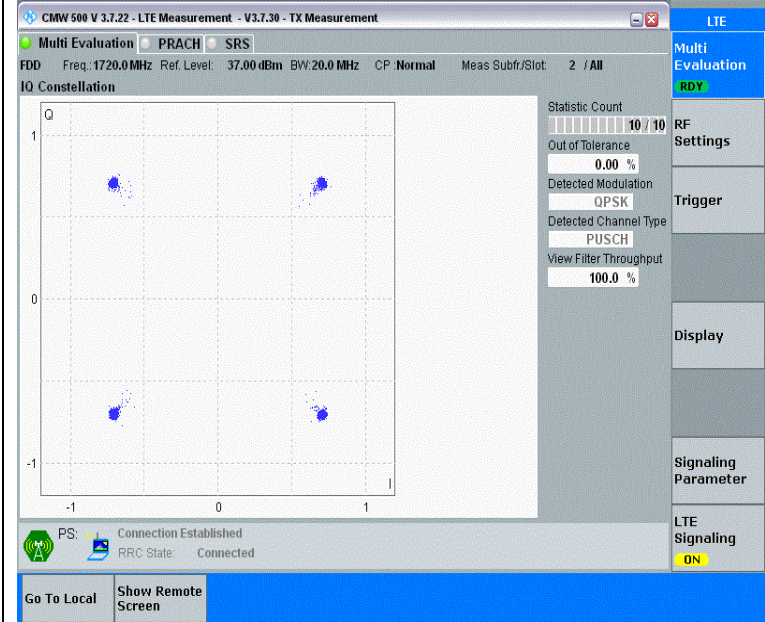 CMW 500 V 3.7.22 - LTE Measurement - V3.7.30 - TX Measurement
LTE
Multi Evaluation PRACH SRS
FDD Freq.:1720.0 MHz Ref. Level: 37.00 dBm BW:20.0 MHz CP :Normal Meas Subfr./Slot: 2 / All
IQ Constellation
Q
1
0
-1
I
-1 0 1
Statistic Count
10 / 10
Out of Tolerance
0.00 %
Detected Modulation
QPSK
Detected Channel Type
PUSCH
View Filter Throughput
100.0 %
Multi
Evaluation
RDY
RF
Settings
Trigger
Display
Signaling
Parameter
LTE
Signaling
ON
PS: Connection Established
RRC State: Connected
Go To Local
Show Remote
Screen